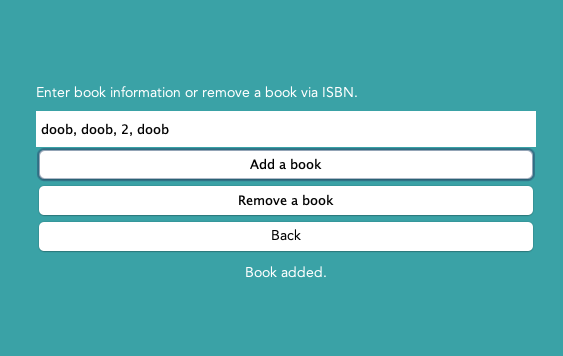 Enter book information or remove a book via ISBN.
doob, doob, 2, doob
Add a book
Remove a book
Back
Book added.